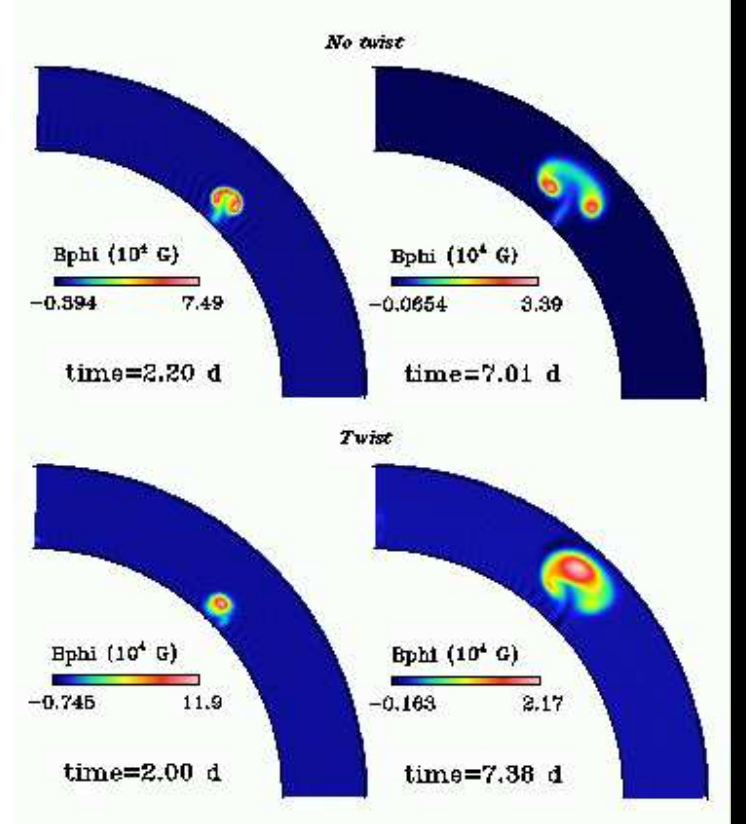 No twist
Bphi (10⁴ G)
−0.394 7.49
time=2.20 d
Bphi (10⁴ G)
−0.0654 3.39
time=7.01 d
Twist
Bphi (10⁴ G)
−0.745 11.9
time=2.00 d
Bphi (10⁴ G)
−0.163 2.17
time=7.38 d